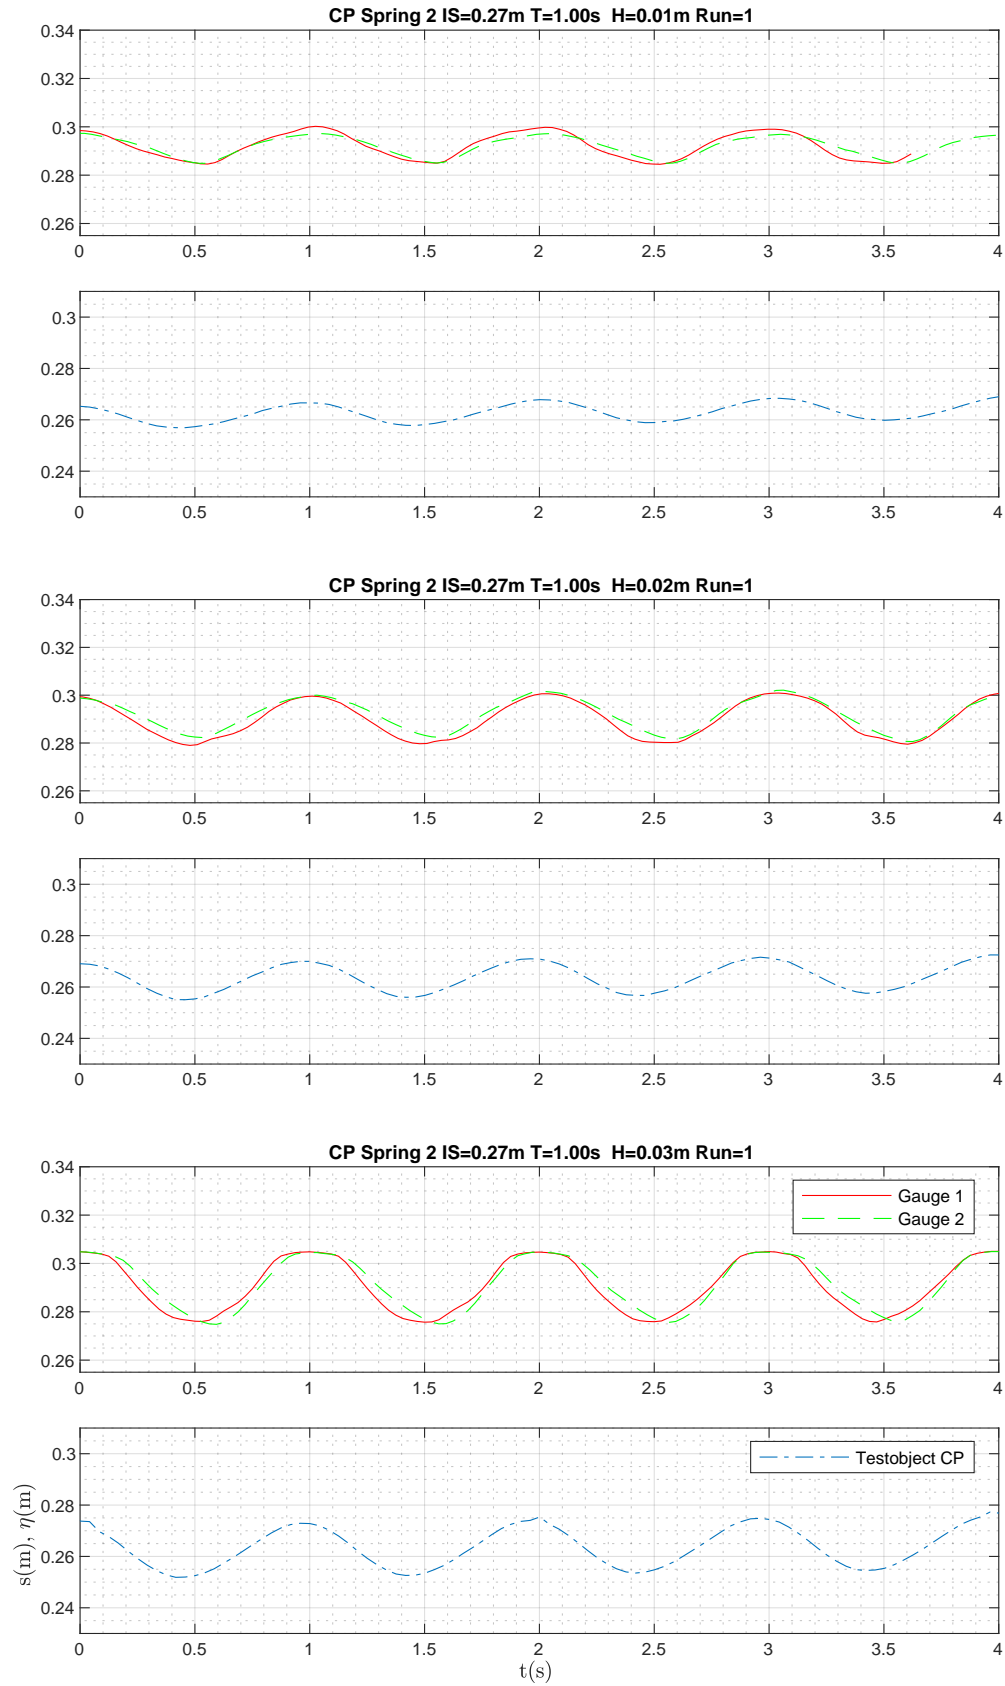 CP Spring 2 IS=0.27m T=1.00s  H=0.01m Run=1
0.34
0.32
0.3
0.28
0.26
0 0.5 1 1.5 2 2.5 3 3.5 4
0.3
0.28
0.26
0.24
0 0.5 1 1.5 2 2.5 3 3.5 4
CP Spring 2 IS=0.27m T=1.00s  H=0.02m Run=1
0.34
0.32
0.3
0.28
0.26
0 0.5 1 1.5 2 2.5 3 3.5 4
0.3
0.28
0.26
0.24
0 0.5 1 1.5 2 2.5 3 3.5 4
CP Spring 2 IS=0.27m T=1.00s  H=0.03m Run=1
0.34
Gauge 1
0.32
Gauge 2
0.3
0.28
0.26
0 0.5 1 1.5 2 2.5 3 3.5 4
0.3
Testobject CP
0.28
0.26
0.24
s(m), η(m)
0 0.5 1 1.5 2 2.5 3 3.5 4
t(s)